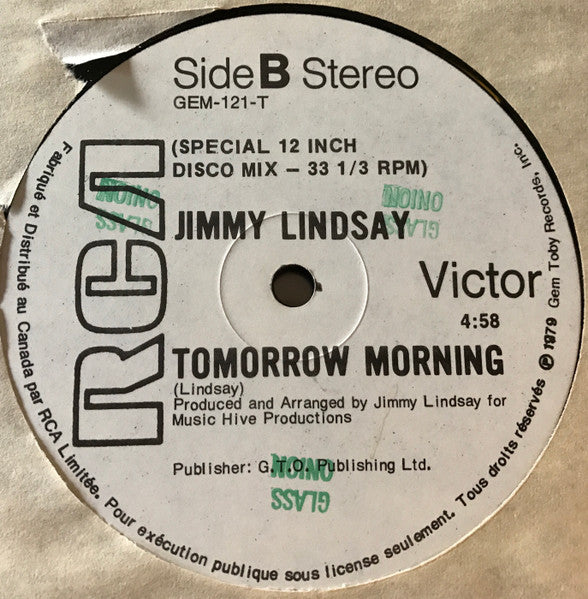 Side B Stereo
GEM-121-T
(SPECIAL 12 INCH
DISCO MIX – 33 1/3 RPM)
GLASS ONION
GLASS ONION
JIMMY LINDSAY
RCA
Victor
4:58
TOMORROW MORNING
(Lindsay)
Produced and Arranged by Jimmy Lindsay for
Music Hive Productions
Publisher: G.T.O. Publishing Ltd.
GLASS ONION
Fabriqué et Distribué au Canada par RCA Limitée. Pour exécution publique sous license seulement. Tous droits réservés ℗ 1979 Gem Toby Records, Inc.